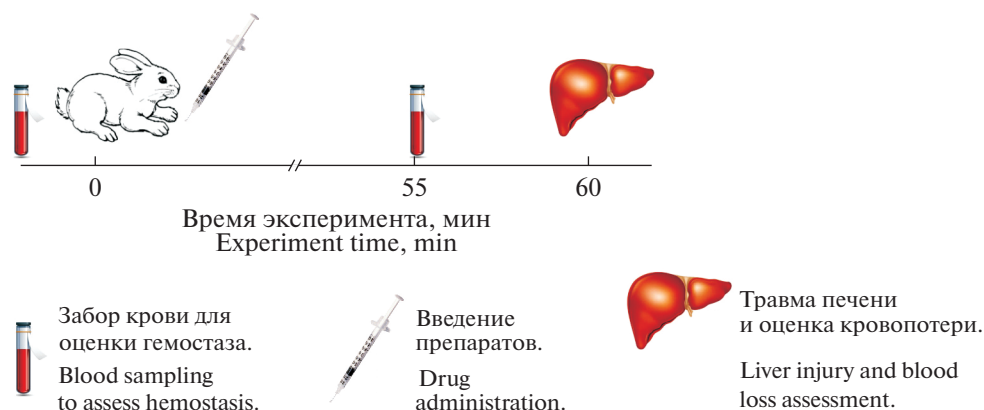 0
55
60
Время эксперимента, мин
Experiment time, min
Забор крови для
оценки гемостаза.
Blood sampling
to assess hemostasis.
Введение
препаратов.
Drug
administration.
Травма печени
и оценка кровопотери.
Liver injury and blood
loss assessment.